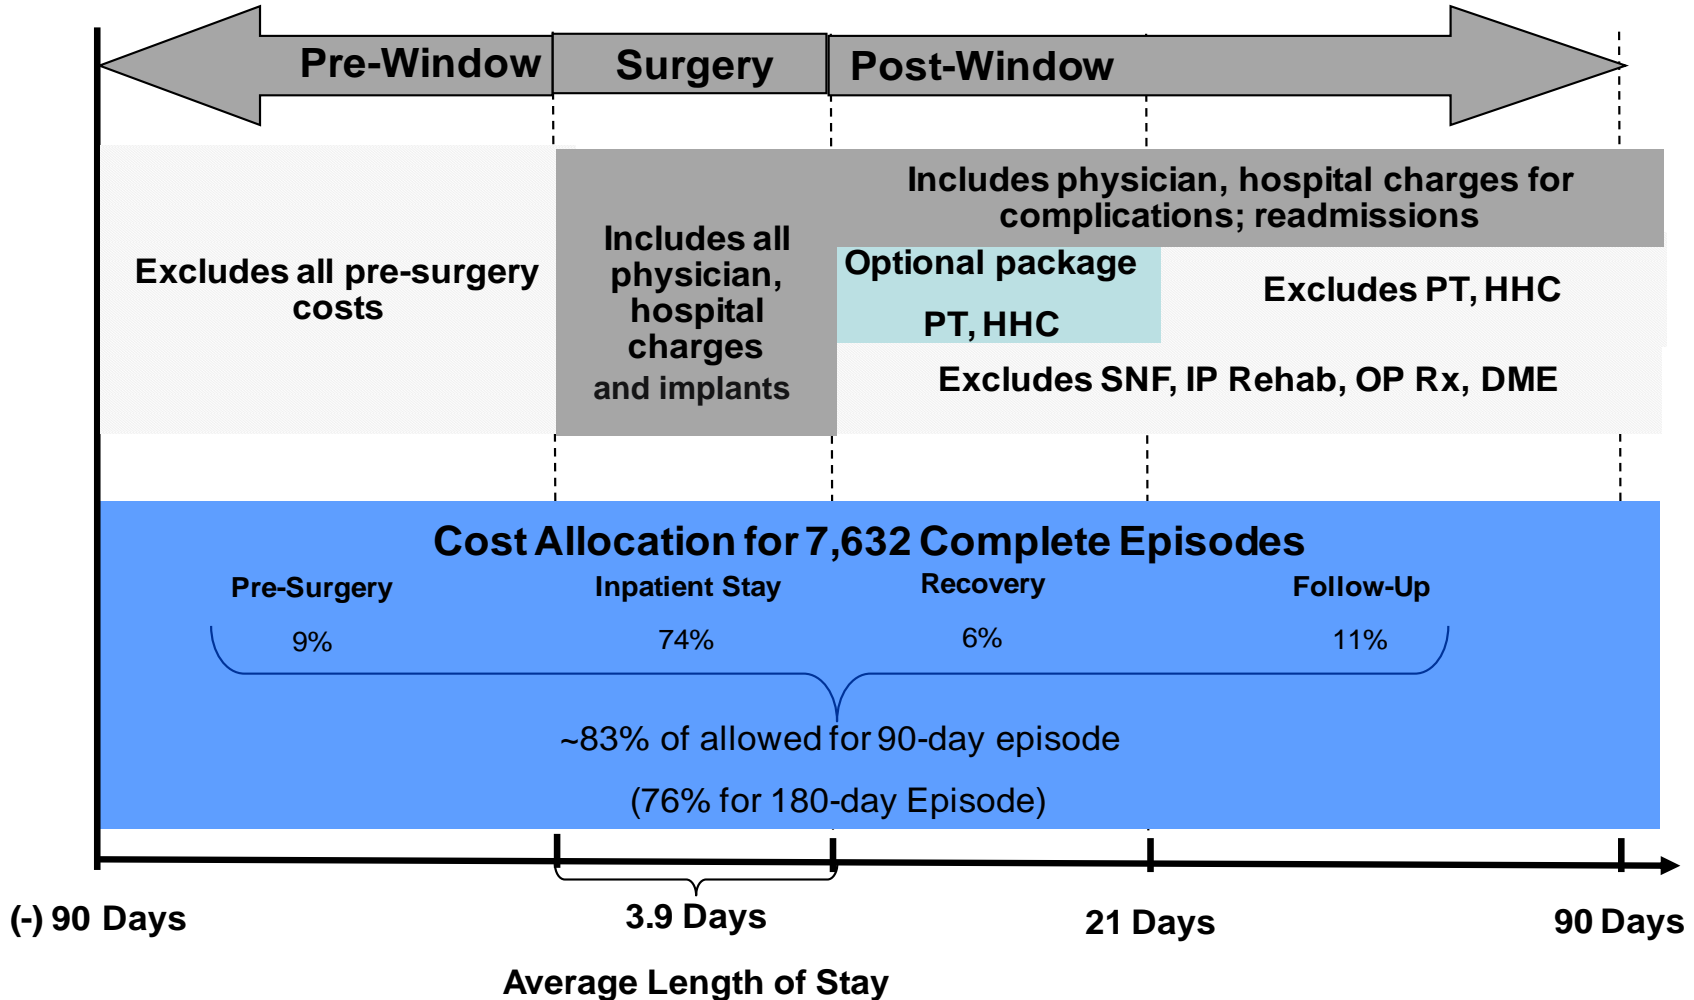 Pre-Window
Surgery
Post-Window
Includes physician, hospital charges for
complications; readmissions
Excludes all pre-surgery
costs
Includes all
physician,
hospital
charges
and implants
Optional package
PT, HHC
Excludes PT, HHC
Excludes SNF, IP Rehab, OP Rx, DME
Cost Allocation for 7,632 Complete Episodes
Pre-Surgery
Inpatient Stay
Recovery
Follow-Up
9%
74%
6%
11%
~83% of allowed for 90-day episode
(76% for 180-day Episode)
(-) 90 Days
3.9 Days
21 Days
90 Days
Average Length of Stay